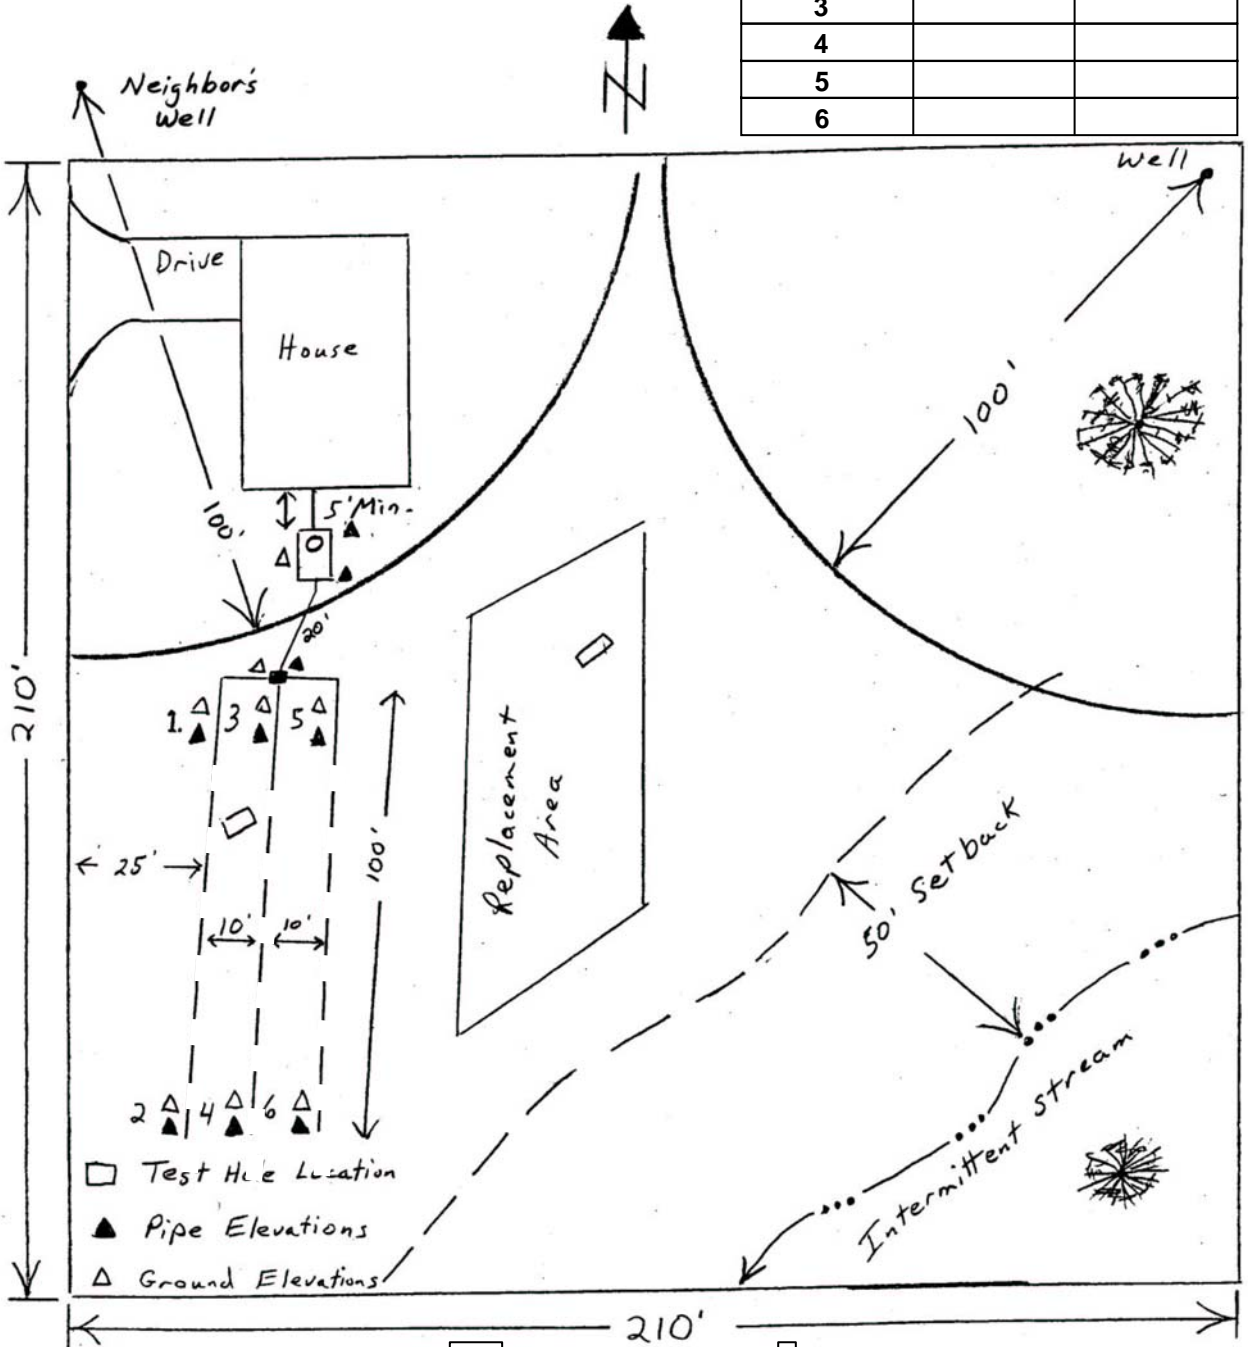 3
4
5
6
Neighbor's
Well
N
Well
Drive
House
100'
100'
5' Min.
20'
210'
1. 3 5
Replacement
Area
25'
100'
10' 10'
50' Setback
2 4 6
Intermittent stream
Test Hole Location
Pipe Elevations
Ground Elevations
210'